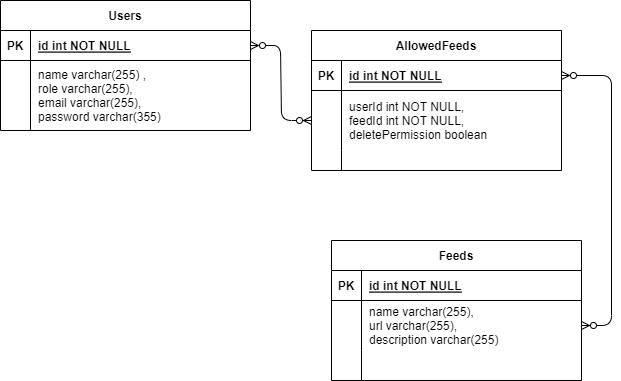 Users
PK id int NOT NULL
name varchar(255) ,
role varchar(255),
email varchar(255),
password varchar(355)
AllowedFeeds
PK id int NOT NULL
userId int NOT NULL,
feedId int NOT NULL,
deletePermission boolean
Feeds
PK id int NOT NULL
name varchar(255),
url varchar(255),
description varchar(255)